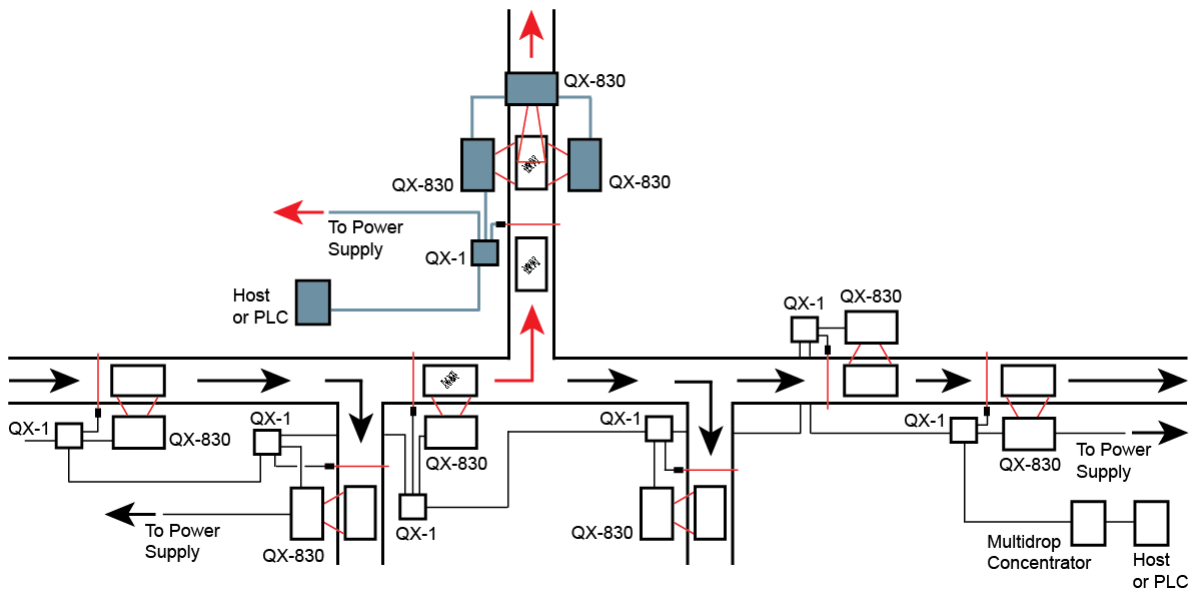 QX-830
QX-830
QX-830
To Power
Supply
QX-1
Host
or PLC
QX-1
QX-830
QX-1
QX-830
QX-1
QX-830
QX-1
QX-1
QX-830
To Power
Supply
QX-830
QX-1
QX-830
To Power
Supply
Multidrop
Concentrator
Host
or PLC